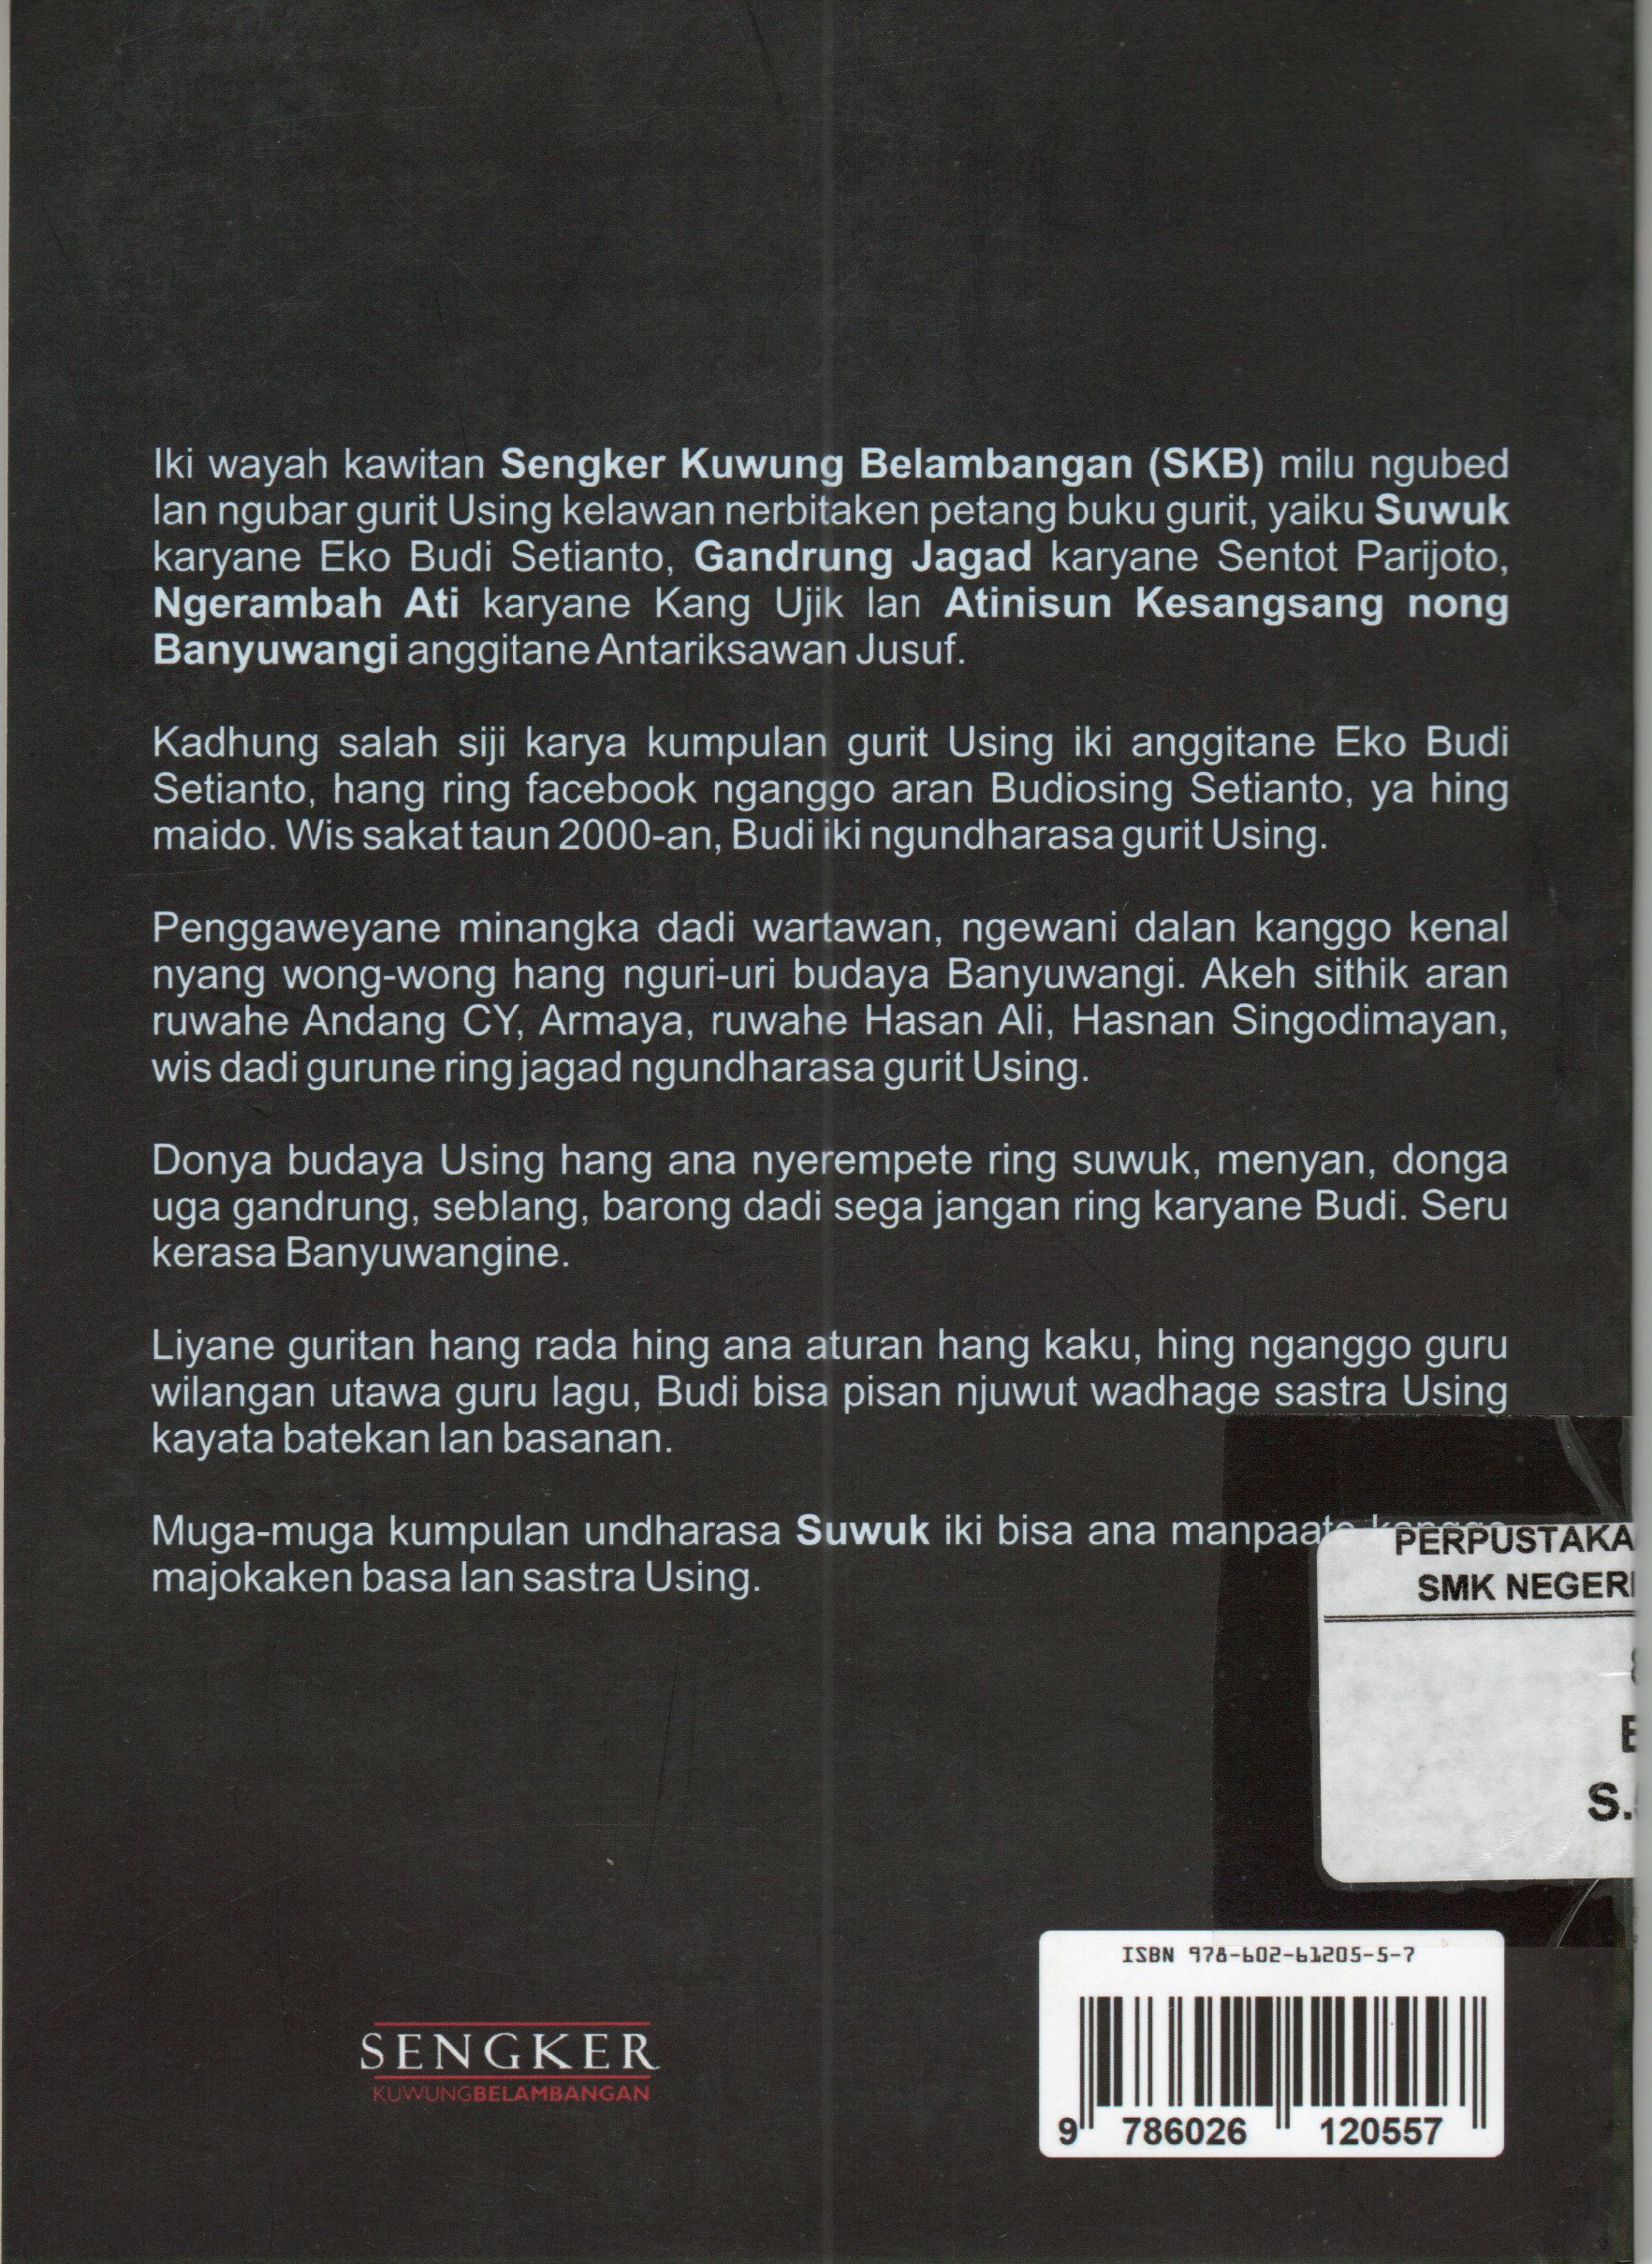 Iki wayah kawitan Sengker Kuwung Belambangan (SKB) milu ngubed
lan ngubar gurit Using kelawan nerbitaken petang buku gurit, yaiku Suwuk
karyane Eko Budi Setianto, Gandrung Jagad karyane Sentot Parijoto,
Ngerambah Ati karyane Kang Ujik lan Atinisun Kesangsang nong
Banyuwangi anggitane Antariksawan Jusuf.
Kadhung salah siji karya kumpulan gurit Using iki anggitane Eko Budi
Setianto, hang ring facebook nganggo aran Budiosing Setianto, ya hing
maido. Wis sakat taun 2000-an, Budi iki ngundharasa gurit Using.
Penggaweyane minangka dadi wartawan, ngewani dalan kanggo kenal
nyang wong-wong hang nguri-uri budaya Banyuwangi. Akeh sithik aran
ruwahe Andang CY, Armaya, ruwahe Hasan Ali, Hasnan Singodimayan,
wis dadi gurune ring jagad ngundharasa gurit Using.
Donya budaya Using hang ana nyerempete ring suwuk, menyan, donga
uga gandrung, seblang, barong dadi sega jangan ring karyane Budi. Seru
kerasa Banyuwangine.
Liyane guritan hang rada hing ana aturan hang kaku, hing nganggo guru
wilangan utawa guru lagu, Budi bisa pisan njuwut wadhage sastra Using
kayata batekan lan basanan.
Muga-muga kumpulan undharasa Suwuk iki bisa ana manpaate
majokaken basa lan sastra Using.
PERPUSTAKA
SMK NEGERI
S.
ISBN 978-602-61205-5-7
9 786026 120557
SENGKER
KUWUNGBELAMBANGAN